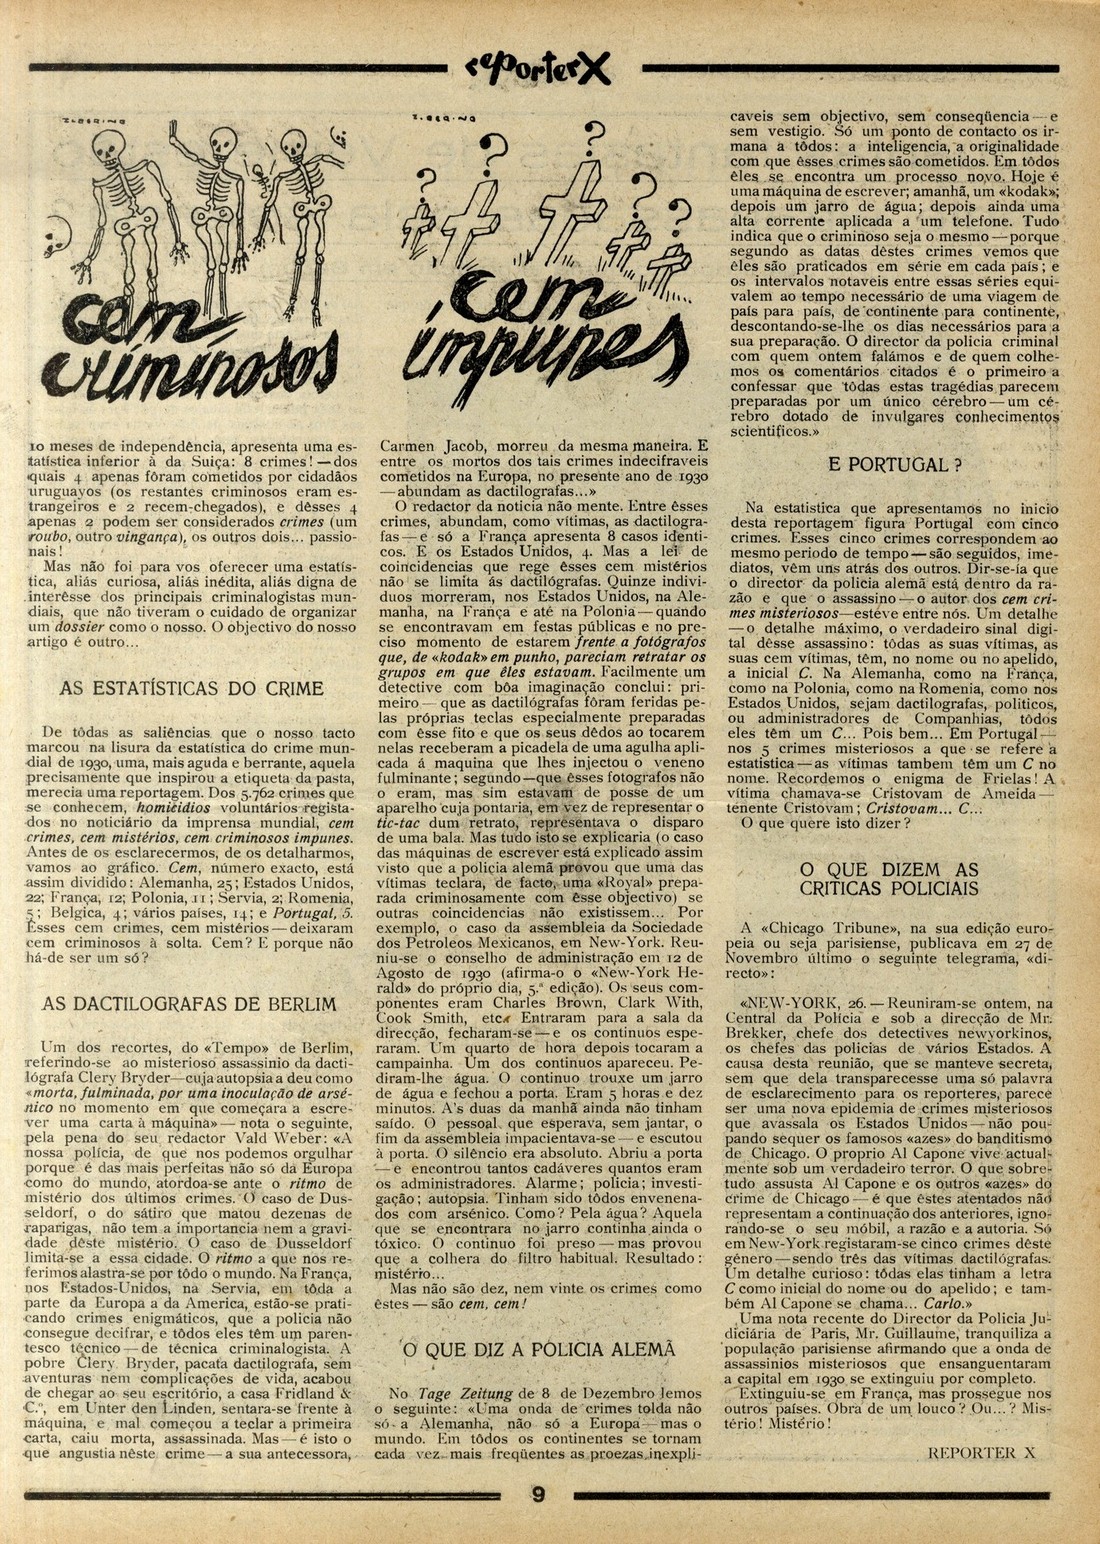 reporterX
cem
criminosos
cem
impunes
10 meses de independência, apresenta uma es-
tatística inferior à da Suiça: 8 crimes! — dos
quais 4 apenas fôram cometidos por cidadãos
uruguayos (os restantes criminosos eram es-
trangeiros e 2 recem-chegados), e dêsses 4
apenas 2 podem ser considerados crimes (um
roubo, outro vingança), os outros dois... passio-
nais!
Mas não foi para vos oferecer uma estatís-
tica, aliás curiosa, aliás inédita, aliás digna de
interêsse dos principais criminalogistas mun-
diais, que não tiveram o cuidado de organizar
um dossier como o nosso. O objectivo do nosso
artigo é outro...
AS ESTATÍSTICAS DO CRIME
De tôdas as saliências que o nosso tacto
marcou na lisura da estatística do crime mun-
dial de 1930, uma, mais aguda e berrante, aquela
precisamente que inspirou a etiqueta da pasta,
merecia uma reportagem. Dos 5.762 crimes que
se conhecem, homicidios voluntários regista-
dos no noticiário da imprensa mundial, cem
crimes, cem mistérios, cem criminosos impunes.
Antes de os esclarecermos, de os detalharmos,
vamos ao gráfico. Cem, número exacto, está
assim dividido: Alemanha, 25; Estados Unidos,
22; França, 12; Polonia, 11; Servia, 2; Romenia,
5; Belgica, 4; vários países, 14; e Portugal, 5.
Esses cem crimes, cem mistérios — deixaram
cem criminosos à solta. Cem? E porque não
há-de ser um só?
AS DACTILOGRAFAS DE BERLIM
Um dos recortes, do «Tempo» de Berlim,
referindo-se ao misterioso assassinio da dacti-
lógrafa Clery Bryder—cuja autopsia a deu como
«morta, fulminada, por uma inoculação de arsé-
nico no momento em que começara a escre-
ver uma carta à máquina» — nota o seguinte,
pela pena do seu redactor Vald Weber: «A
nossa polícia, de que nos podemos orgulhar
porque é das mais perfeitas não só da Europa
como do mundo, atordoa-se ante o ritmo de
mistério dos últimos crimes. O caso de Dus-
seldorf, o do sátiro que matou dezenas de
raparigas, não tem a importancia nem a gravi-
dade dêste mistério. O caso de Dusseldorf
limita-se a essa cidade. O ritmo a que nos re-
ferimos alastra-se por tôdo o mundo. Na França,
nos Estados-Unidos, na Servia, em tôda a
parte da Europa a da America, estão-se prati-
cando crimes enigmáticos, que a policia não
consegue decifrar, e tôdos eles têm um paren-
tesco técnico — de técnica criminalogista. A
pobre Clery Bryder, pacata dactilografa, sem
aventuras nem complicações de vida, acabou
de chegar ao seu escritório, a casa Fridland &
C.ª, em Unter den Linden, sentara-se frente à
máquina, e mal começou a teclar a primeira
carta, caiu morta, assassinada. Mas — é isto o
que angustia nêste crime — a sua antecessora,
Carmen Jacob, morreu da mesma maneira. E
entre os mortos dos tais crimes indecifraveis
cometidos na Europa, no presente ano de 1930
— abundam as dactilografas...»
O redactor da noticia não mente. Entre êsses
crimes, abundam, como vítimas, as dactilogra-
fas — e só a França apresenta 8 casos identi-
cos. E os Estados Unidos, 4. Mas a lei de
coincidencias que rege êsses cem mistérios
não se limita ás dactilógrafas. Quinze indiví-
duos morreram, nos Estados Unidos, na Ale-
manha, na França e até na Polonia — quando
se encontravam em festas públicas e no pre-
ciso momento de estarem frente a fotógrafos
que, de «kodak» em punho, pareciam retratar os
grupos em que êles estavam. Facilmente um
detective com bôa imaginação conclui: pri-
meiro — que as dactilógrafas fôram feridas pe-
las próprias teclas especialmente preparadas
com êsse fito e que os seus dêdos ao tocarem
nelas receberam a picadela de uma agulha apli-
cada á maquina que lhes injectou o veneno
fulminante; segundo—que êsses fotografos não
o eram, mas sim estavam de posse de um
aparelho cuja pontaria, em vez de representar o
tic-tac dum retrato, representava o disparo
de uma bala. Mas tudo isto se explicaria (o caso
das máquinas de escrever está explicado assim
visto que a policia alemã provou que uma das
vítimas teclara, de facto, uma «Royal» prepa-
rada criminosamente com êsse objectivo) se
outras coincidencias não existissem... Por
exemplo, o caso da assembleia da Sociedade
dos Petroleos Mexicanos, em New-York. Reu-
niu-se o conselho de administração em 12 de
Agosto de 1930 (afirma-o o «New-York He-
rald» do próprio dia, 5.ª edição). Os seus com-
ponentes eram Charles Brown, Clark With,
Cook Smith, etc. Entraram para a sala da
direcção, fecharam-se — e os continuos espe-
raram. Um quarto de hora depois tocaram a
campainha. Um dos continuos apareceu. Pe-
diram-lhe água. O continuo trouxe um jarro
de água e fechou a porta. Eram 5 horas e dez
minutos. A's duas da manhã ainda não tinham
saído. O pessoal que esperava, sem jantar, o
fim da assembleia impacientava-se — e escutou
à porta. O silêncio era absoluto. Abriu a porta
— e encontrou tantos cadáveres quantos eram
os administradores. Alarme; policia; investi-
gação; autopsia. Tinham sido tôdos envenena-
dos com arsénico. Como? Pela água? Aquela
que se encontrara no jarro continha ainda o
tóxico. O continuo foi preso — mas provou
que a colhera do filtro habitual. Resultado:
mistério...
Mas não são dez, nem vinte os crimes como
êstes — são cem, cem!
O QUE DIZ A POLICIA ALEMÃ
No Tage Zeitung de 8 de Dezembro lemos
o seguinte: «Uma onda de crimes tolda não
só a Alemanha, não só a Europa — mas o
mundo. Em tôdos os continentes se tornam
cada vez mais freqüentes as proezas inexpli-
caveis sem objectivo, sem conseqüencia — e
sem vestigio. Só um ponto de contacto os ir-
mana a tôdos: a inteligencia, a originalidade
com que êsses crimes são cometidos. Em tôdos
êles se encontra um processo novo. Hoje é
uma máquina de escrever; amanhã, um «kodak»;
depois um jarro de água; depois ainda uma
alta corrente aplicada a um telefone. Tudo
indica que o criminoso seja o mesmo — porque
segundo as datas dêstes crimes vemos que
êles são praticados em série em cada país; e
os intervalos notaveis entre essas séries equi-
valem ao tempo necessário de uma viagem de
país para país, de continente para continente,
descontando-se-lhe os dias necessários para a
sua preparação. O director da policia criminal
com quem ontem falámos e de quem colhe-
mos os comentários citados é o primeiro a
confessar que tôdas estas tragédias parecem
preparadas por um único cérebro — um cé-
rebro dotado de invulgares conhecimentos
scientificos.»
E PORTUGAL?
Na estatistica que apresentamos no inicio
desta reportagem figura Portugal com cinco
crimes. Esses cinco crimes correspondem ao
mesmo periodo de tempo — são seguidos, ime-
diatos, vêm uns atrás dos outros. Dir-se-ia que
o director da policia alemã está dentro da ra-
zão e que o assassino — o autor dos cem cri-
mes misteriosos—estéve entre nós. Um detalhe
— o detalhe máximo, o verdadeiro sinal digi-
tal dêsse assassino: tôdas as suas vítimas, as
suas cem vítimas, têm, no nome ou no apelido,
a inicial C. Na Alemanha, como na França,
como na Polonia, como na Romenia, como nos
Estados Unidos, sejam dactilografas, politicos,
ou administradores de Companhias, tôdos
eles têm um C... Pois bem... Em Portugal —
nos 5 crimes misteriosos a que se refere a
estatistica — as vítimas tambem têm um C no
nome. Recordemos o enigma de Frielas! A
vítima chamava-se Cristovam de Ameida —
tenente Cristovam; Cristovam... C...
O que quere isto dizer?
O QUE DIZEM AS
CRITICAS POLICIAIS
A «Chicago Tribune», na sua edição euro-
peia ou seja parisiense, publicava em 27 de
Novembro último o seguinte telegrama, «di-
recto»:
«NEW-YORK, 26. — Reuniram-se ontem, na
Central da Polícia e sob a direcção de Mr.
Brekker, chefe dos detectives newyorkinos,
os chefes das policias de vários Estados. A
causa desta reunião, que se manteve secreta,
sem que dela transparecesse uma só palavra
de esclarecimento para os reporteres, parece
ser uma nova epidemia de crimes misteriosos
que avassala os Estados Unidos — não pou-
pando sequer os famosos «azes» do banditismo
de Chicago. O proprio Al Capone vive actual-
mente sob um verdadeiro terror. O que sobre-
tudo assusta Al Capone e os outros «azes» do
crime de Chicago — é que êstes atentados não
representam a continuação dos anteriores, igno-
rando-se o seu móbil, a razão e a autoria. Só
em New-York registaram-se cinco crimes dêste
género — sendo três das vítimas dactilógrafas.
Um detalhe curioso: tôdas elas tinham a letra
C como inicial do nome ou do apelido; e tam-
bém Al Capone se chama... Carlo.»
Uma nota recente do Director da Policia Ju-
diciária de Paris, Mr. Guillaume, tranquiliza a
população parisiense afirmando que a onda de
assassinios misteriosos que ensanguentaram
a capital em 1930 se extinguiu por completo.
Extinguiu-se em França, mas prossegue nos
outros países. Obra de um louco? Ou...? Mis-
tério! Mistério!
REPORTER X
9